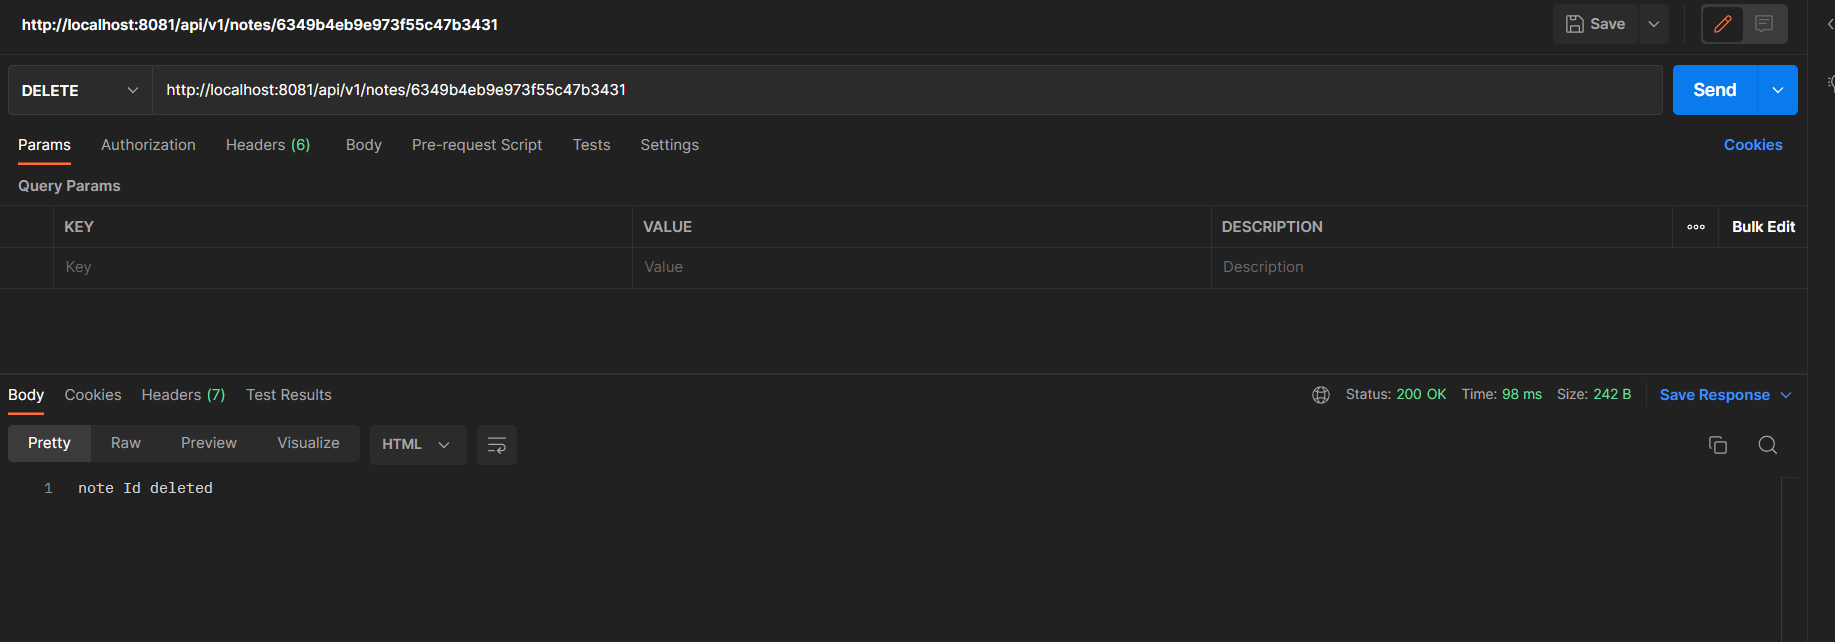 http://localhost:8081/api/v1/notes/6349b4eb9e973f55c47b3431 Save
DELETE http://localhost:8081/api/v1/notes/6349b4eb9e973f55c47b3431 Send
Params Authorization Headers (6) Body Pre-request Script Tests Settings Cookies
Query Params
KEY VALUE DESCRIPTION ooo Bulk Edit
Key Value Description
Body Cookies Headers (7) Test Results Status: 200 OK Time: 98 ms Size: 242 B Save Response
Pretty Raw Preview Visualize HTML
1 note Id deleted